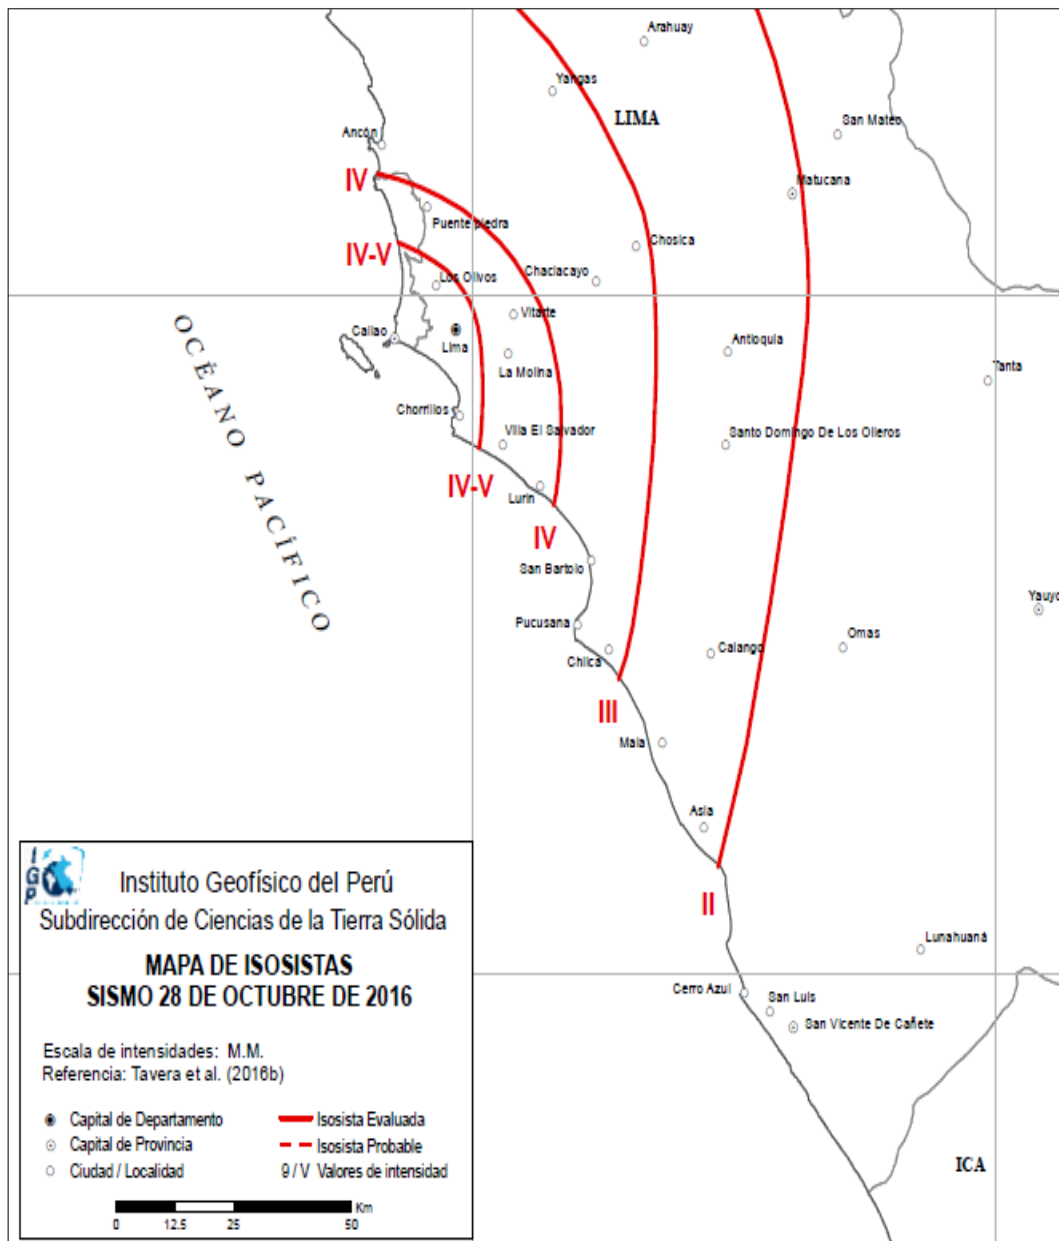 Arahuay
Yangas
LIMA
San Mateo
Ancón
IV
Matucana
Puente piedra
IV-V
Chosica
Chaclacayo
Los Olivos
Vitarte
Callao
Lima
Antioquia
La Molina
Tanta
OCÉANO PACÍFICO
Chorrillos
Villa El Salvador
Santo Domingo De Los Olleros
IV-V
Lurin
IV
San Bartolo
Yauyo
Pucusana
Omas
Chilca
Calango
III
Mala
Asia
II
Lunahuaná
Cerro Azul
San Luis
San Vicente De Cañete
ICA
IGP
Instituto Geofísico del Perú
Subdirección de Ciencias de la Tierra Sólida
MAPA DE ISOSISTAS
SISMO 28 DE OCTUBRE DE 2016
Escala de intensidades: M.M.
Referencia: Tavera et al. (2016b)
Capital de Departamento
Isosista Evaluada
Capital de Provincia
Isosista Probable
Ciudad / Localidad
9 / V Valores de intensidad
Km
0 12.5 25 50